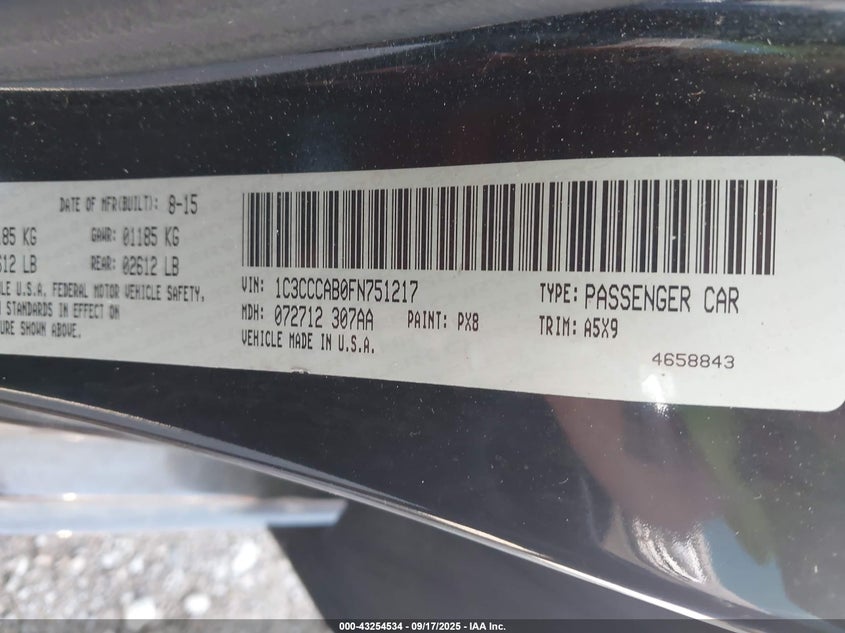 DATE OF MFR(BUILT): 8-15
85 KG GAWR: 01185 KG
612 LB REAR: 02612 LB
LE U.S.A. FEDERAL MOTOR VEHICLE SAFETY,
STANDARDS IN EFFECT ON
URE SHOWN ABOVE.
VIN: 1C3CCCAB0FN751217 TYPE: PASSENGER CAR
MDH: 072712 307AA PAINT: PX8 TRIM: A5X9
VEHICLE MADE IN U.S.A.
4658843
000-43254534 - 09/17/2025 - IAA Inc.